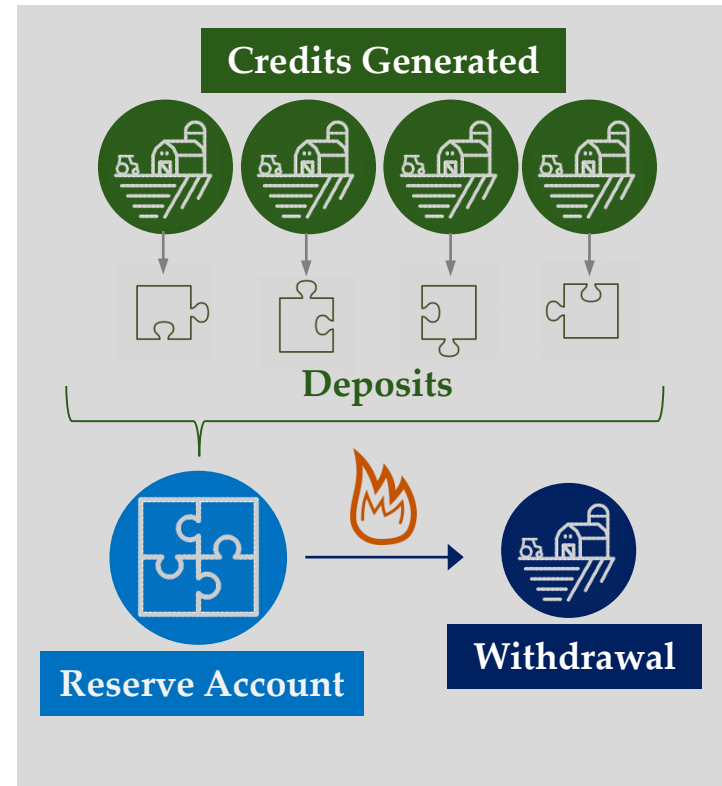 Credits Generated
Deposits
Reserve Account
Withdrawal